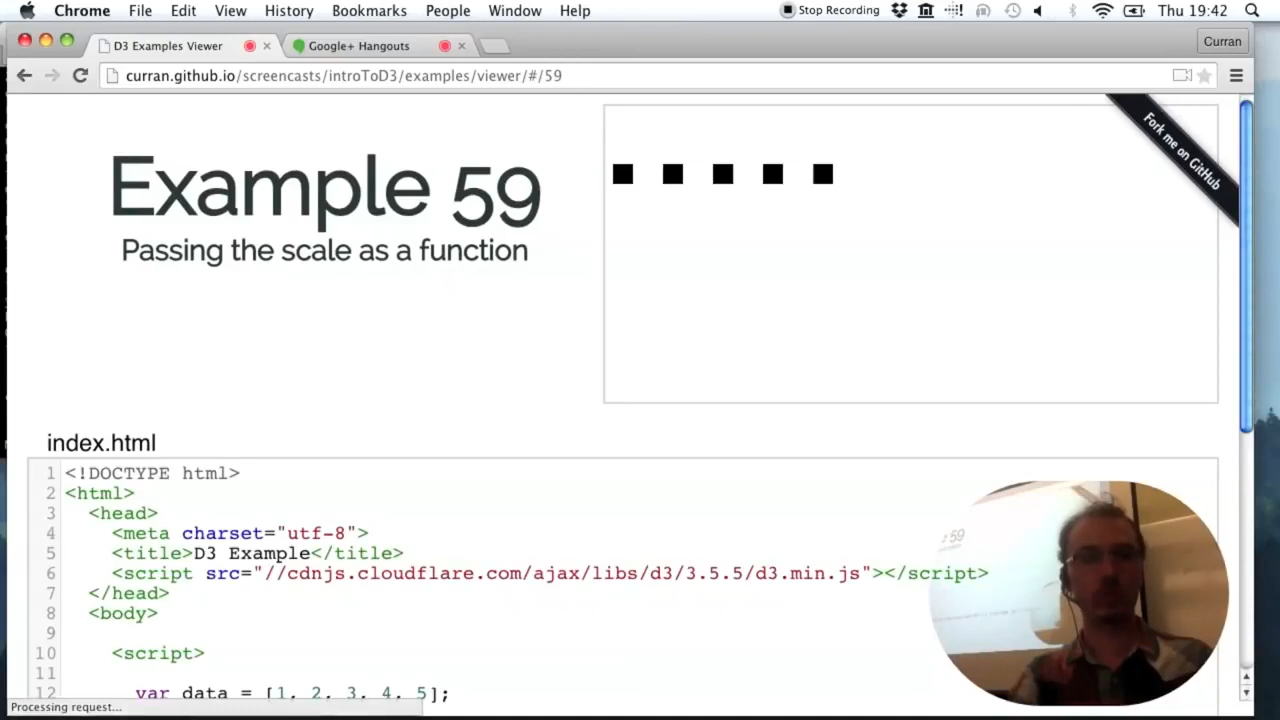 Chrome File Edit View History Bookmarks People Window Help Stop Recording Thu 19:42
D3 Examples Viewer Google+ Hangouts Curran
curran.github.io/screencasts/introToD3/examples/viewer/#/59
Fork me on GitHub
Example 59
Passing the scale as a function
index.html
1 <!DOCTYPE html>
2 <html>
3 <head>
4 <meta charset="utf-8">
5 <title>D3 Example</title>
6 <script src="//cdnjs.cloudflare.com/ajax/libs/d3/3.5.5/d3.min.js"></script>
7 </head>
8 <body>
9
10 <script>
11
12 var data = [1, 2, 3, 4, 5];
Processing request...
59